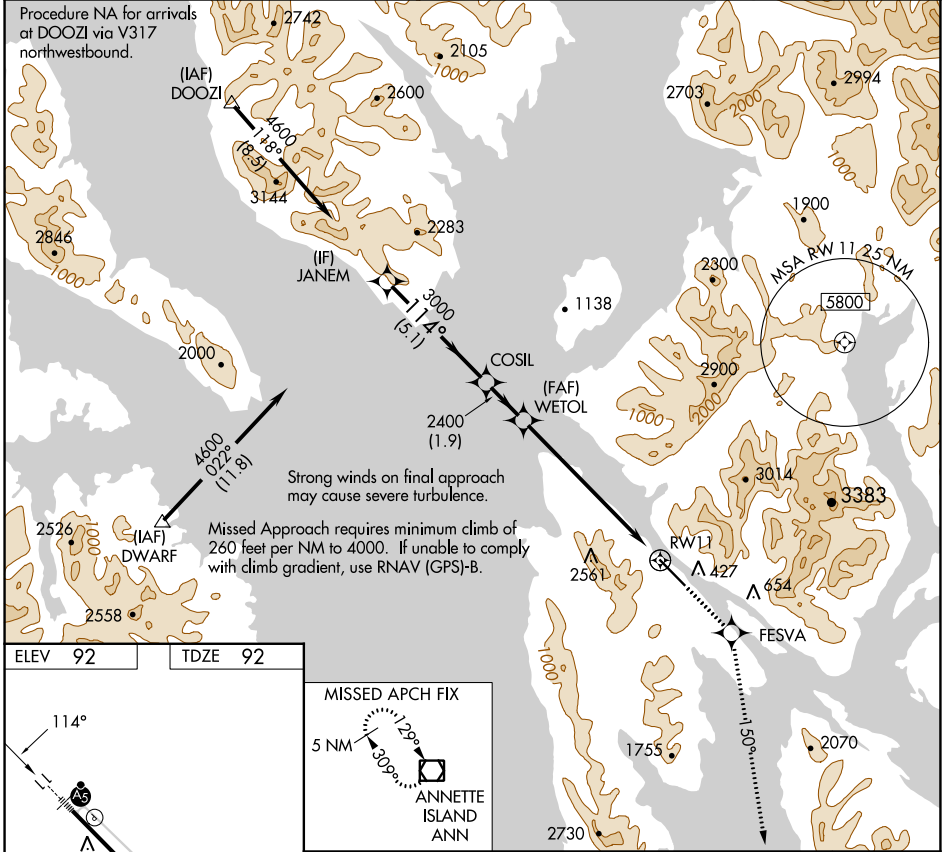 Procedure NA for arrivals
at DOOZI via V317
northwestbound.
2742
2105
1000
(IAF)
DOOZI
2600
4600
118°
(8.5)
3144
2703
2000
2994
1000
1900
2846
1000
2283
(IF)
JANEM
2300
MSA RW 11 25 NM
5800
3000
114°
(5.1)
1138
2000
COSIL
(FAF)
WETOL
2900
1000
2000
2400
(1.9)
4600
022°
(11.8)
Strong winds on final approach
may cause severe turbulence.
3014
3383
2526
1000
(IAF)
DWARF
Missed Approach requires minimum climb of
260 feet per NM to 4000. If unable to comply
with climb gradient, use RNAV (GPS)-B.
RW11
2561
427
654
2558
FESVA
ELEV 92
TDZE 92
1000
MISSED APCH FIX
114°
129°
5 NM
309°
150°
1755
2070
A5
P
ANNETTE
ISLAND
ANN
2730